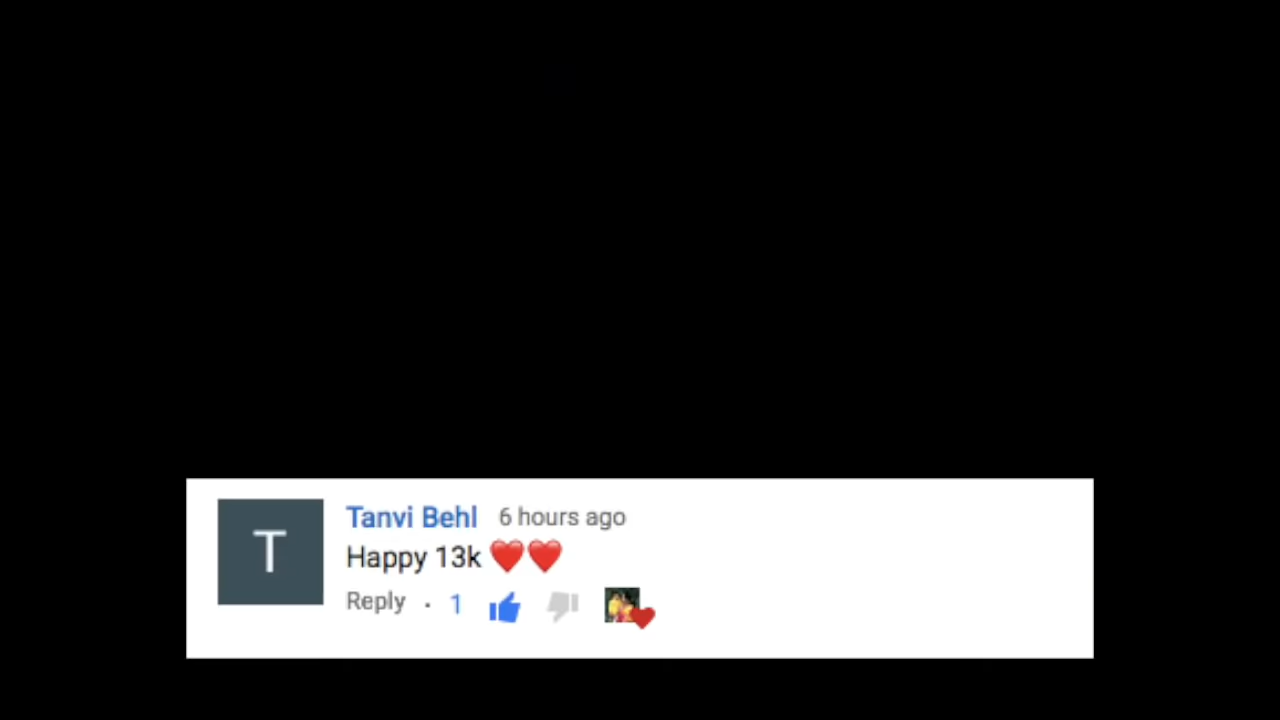 T
Tanvi Behl 6 hours ago
Happy 13k ❤️❤️
Reply · 1